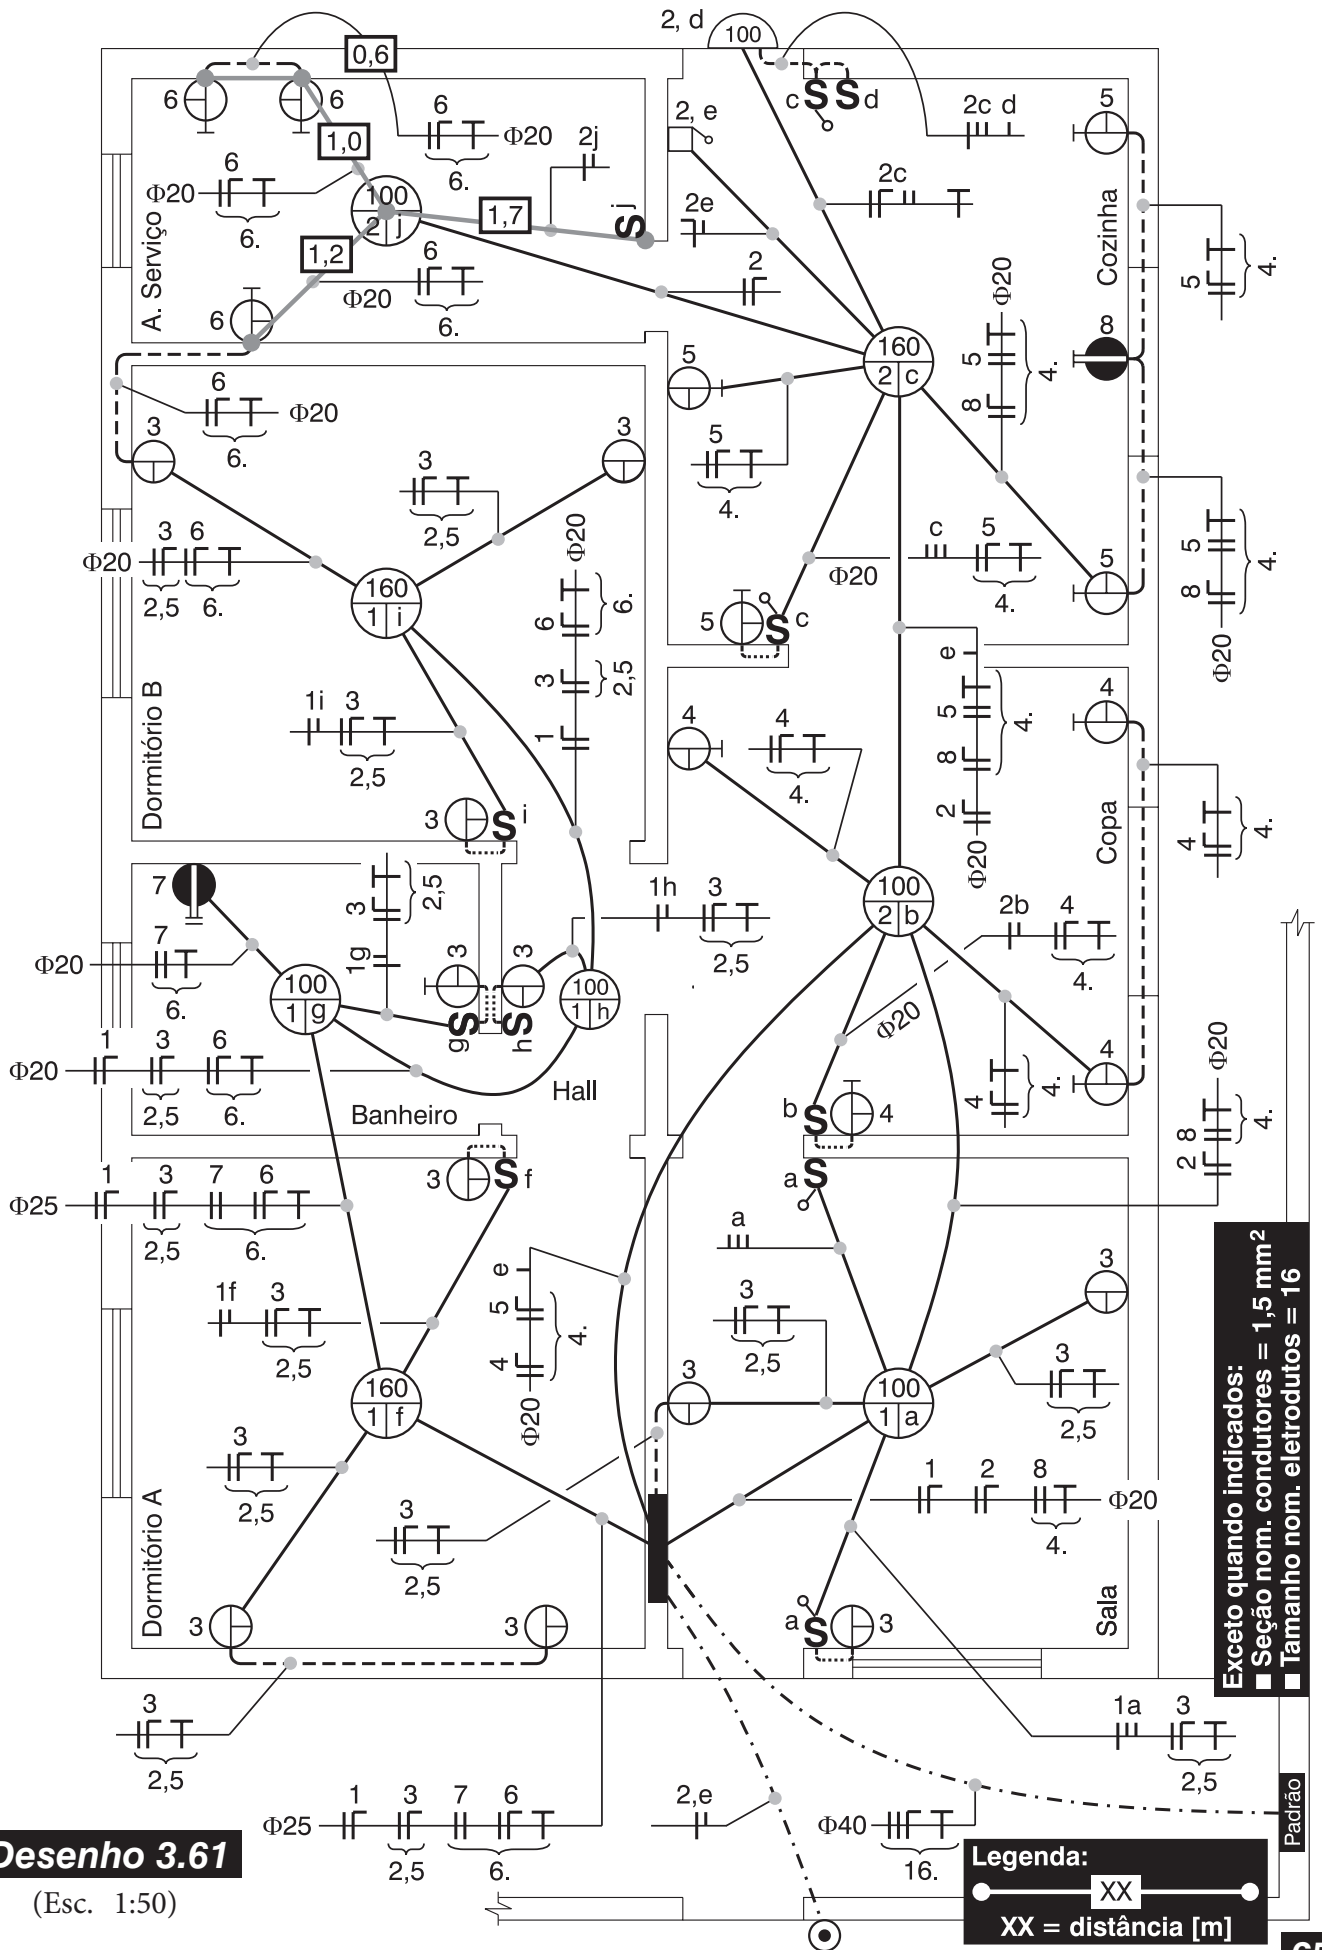 2, d
100
0,6
6
6
6
Φ20
6.
1,0
2j
6
Φ20
6.
100
2 j
1,7
S j
1,2
6
Φ20
6.
6
A. Serviço
c S S d
2c d
2, e
2c
2e
2
5
Cozinha
5
4.
Φ20
5
8
4.
8
160
2 c
5
5
4.
6
Φ20
6.
3
3
3
2,5
Φ20
3 6
2,5 6.
160
1 i
Φ20
6
6.
3
2,5
1
Φ20
c
5
4.
5
5 S c
5
8
4.
Φ20
Dormitório B
1i 3
2,5
3 S i
e
5
8
4.
2
Φ20
4
4
4.
4
4
4.
Copa
7
3
2,5
1g
7
Φ20
6.
100
1 g
3
3
S g
S h
100
1 h
1h 3
2,5
100
2 b
2b 4
4.
Φ20
4
4.
4
Φ20
8
2
4.
1 3 6
Φ20
2,5 6.
Hall
Banheiro
b S 4
a S
3 S f
1 3 7 6
Φ25
2,5 6.
1f 3
2,5
e
5
4
4.
Φ20
a
3
2,5
3
3
2,5
3
160
1 f
100
1 a
3
2,5
3
2,5
1 2 8
Φ20
4.
Dormitório A
3
3
a S 3
Sala
Exceto quando indicados:
■ Seção nom. condutores = 1,5 mm²
■ Tamanho nom. eletrodutos = 16
3
2,5
1a 3
2,5
1 3 7 6
Φ25
2,5 6.
2,e
Φ40
16.
Padrão
Desenho 3.61
(Esc. 1:50)
Legenda:
XX
XX = distância [m]